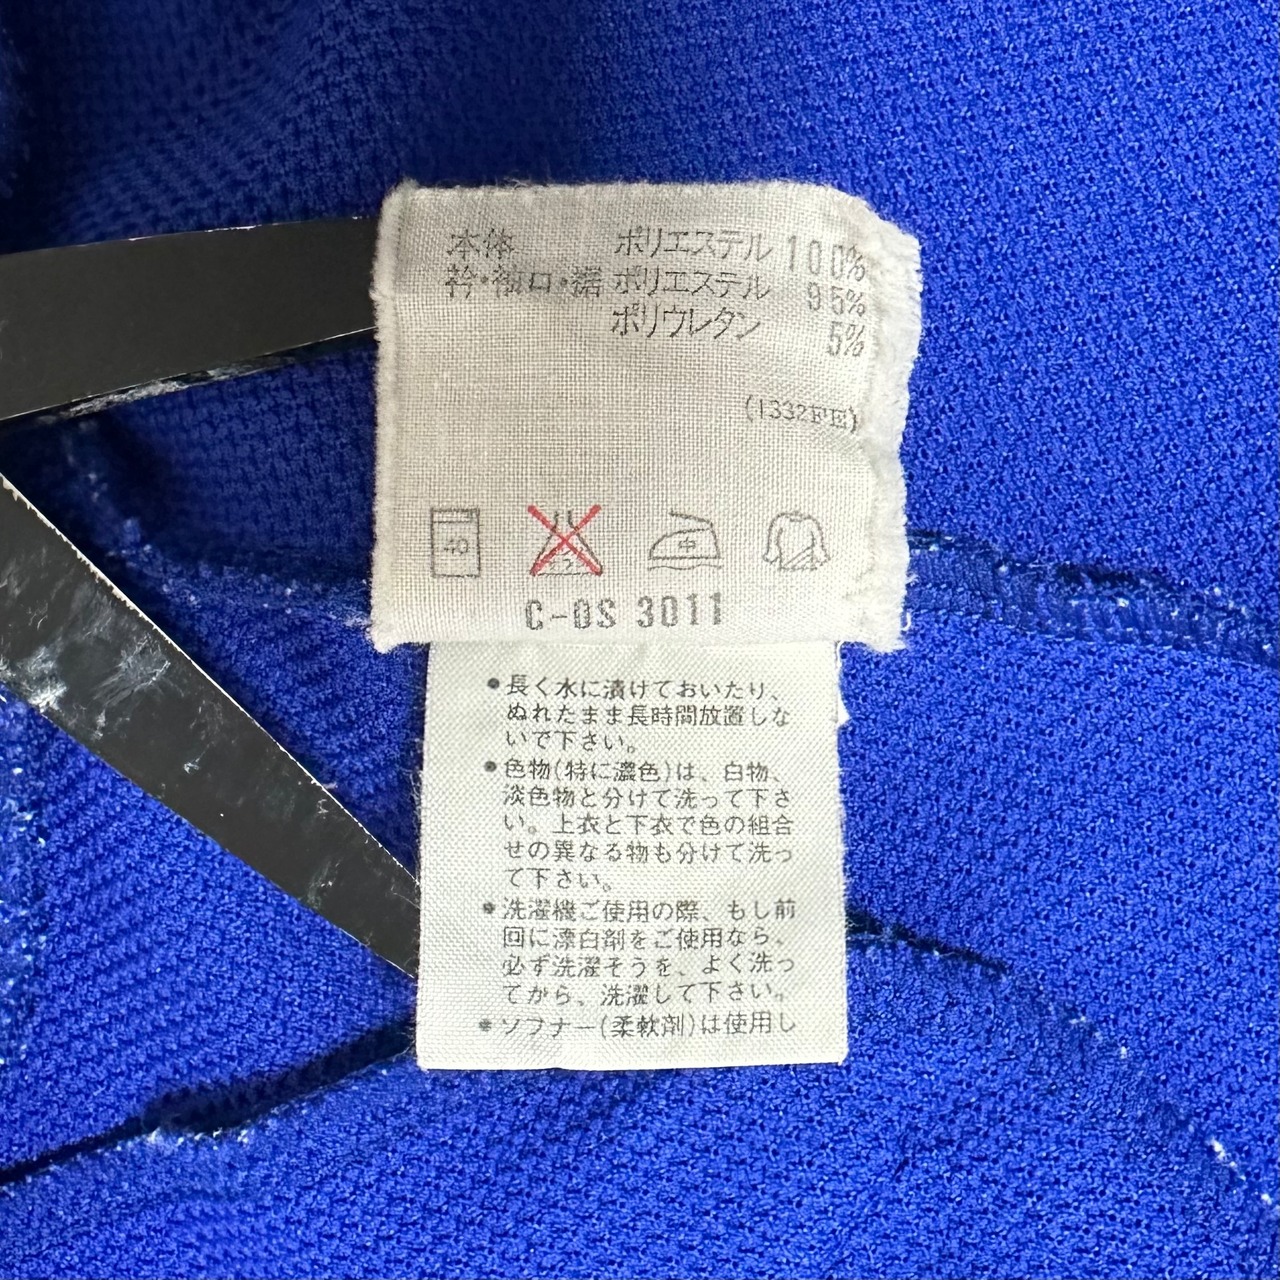 本体 ポリエステル 100%
衿・袖口・裾 ポリエステル 95%
ポリウレタン 5%
(1332FE)
40 中
C-OS 3011
●長く水に漬けておいたり、
ぬれたまま長時間放置しな
いで下さい。
●色物(特に濃色)は、白物、
淡色物と分けて洗って下さ
い。上衣と下衣で色の組合
せの異なる物も分けて洗っ
て下さい。
●洗濯機ご使用の際、もし前
回に漂白剤をご使用なら、
必ず洗濯そうを、よく洗っ
てから、洗濯して下さい。
●ソフナー(柔軟剤)は使用し